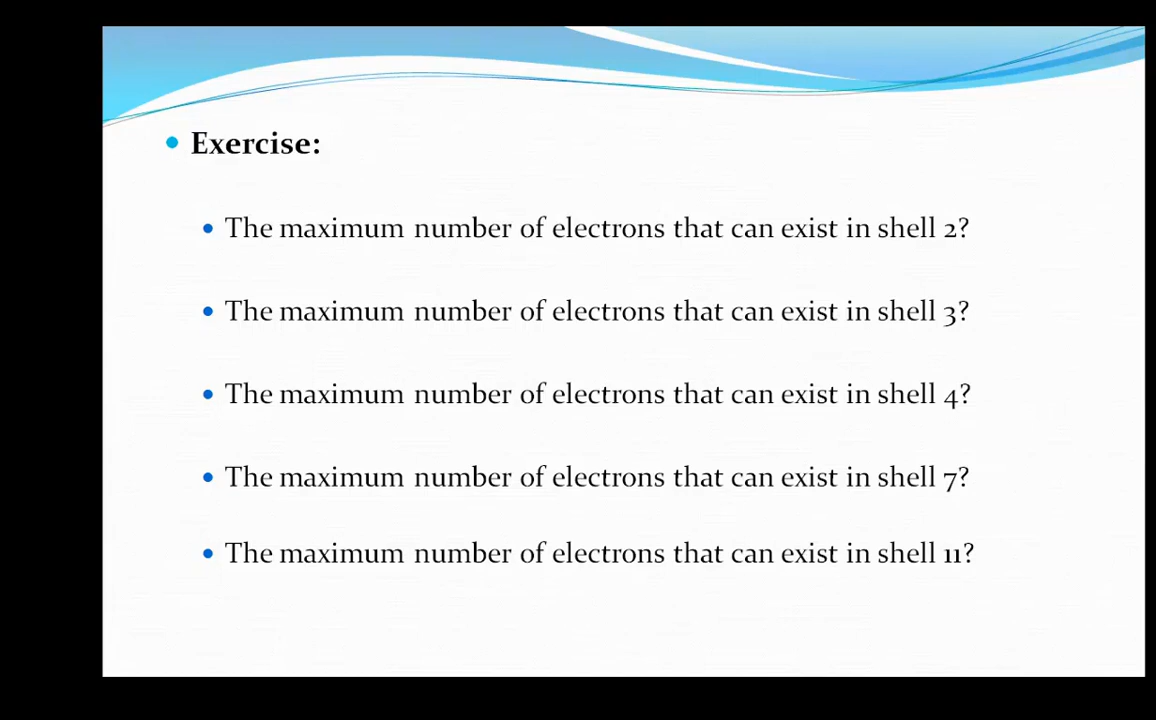 Exercise:
The maximum number of electrons that can exist in shell 2?
The maximum number of electrons that can exist in shell 3?
The maximum number of electrons that can exist in shell 4?
The maximum number of electrons that can exist in shell 7?
The maximum number of electrons that can exist in shell 11?